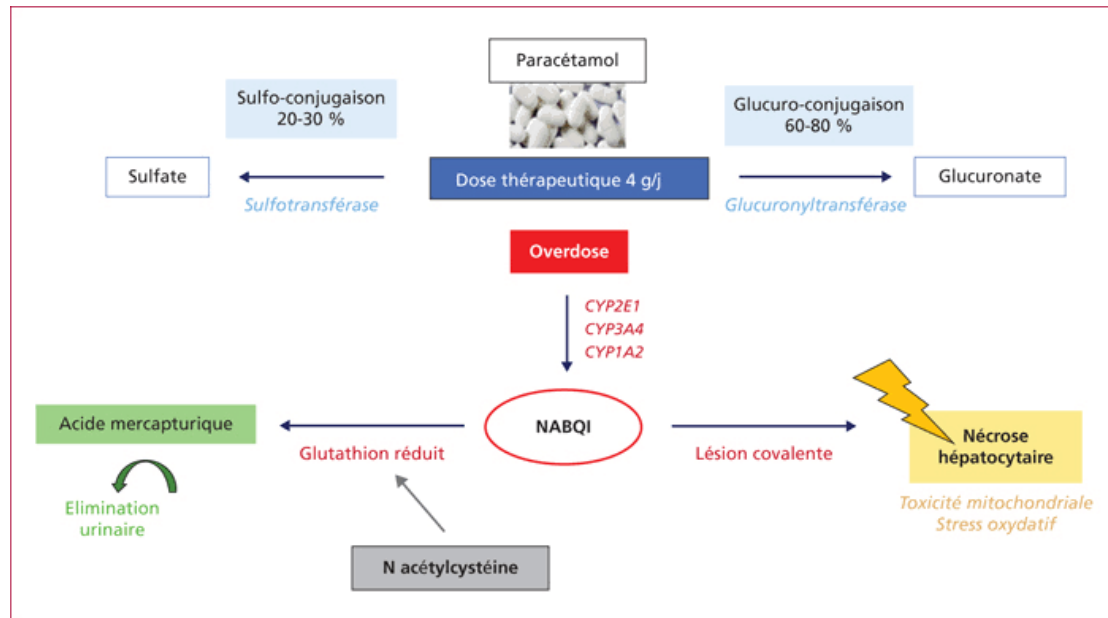 Paracétamol
Sulfo-conjugaison
20-30 %
Glucuro-conjugaison
60-80 %
Sulfate
Dose thérapeutique 4 g/j
Glucuronate
Sulfotransférase
Glucuronyltransférase
Overdose
CYP2E1
CYP3A4
CYP1A2
Acide mercapturique
NABQI
Glutathion réduit
Lésion covalente
Nécrose
hépatocytaire
Elimination
urinaire
Toxicité mitochondriale
Stress oxydatif
N acétylcystéine